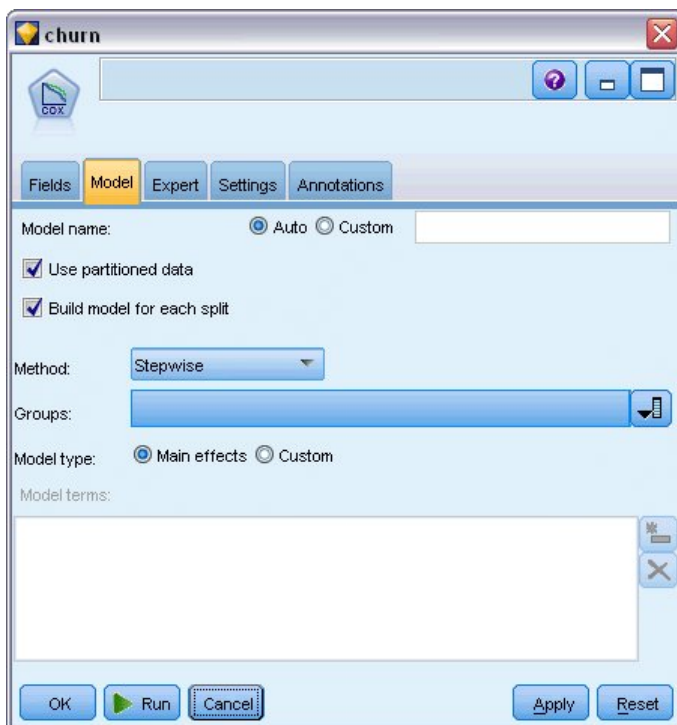 churn
COX
Fields Model Expert Settings Annotations
Model name: Auto Custom
Use partitioned data
Build model for each split
Method: Stepwise
Groups:
Model type: Main effects Custom
Model terms:
OK Run Cancel Apply Reset